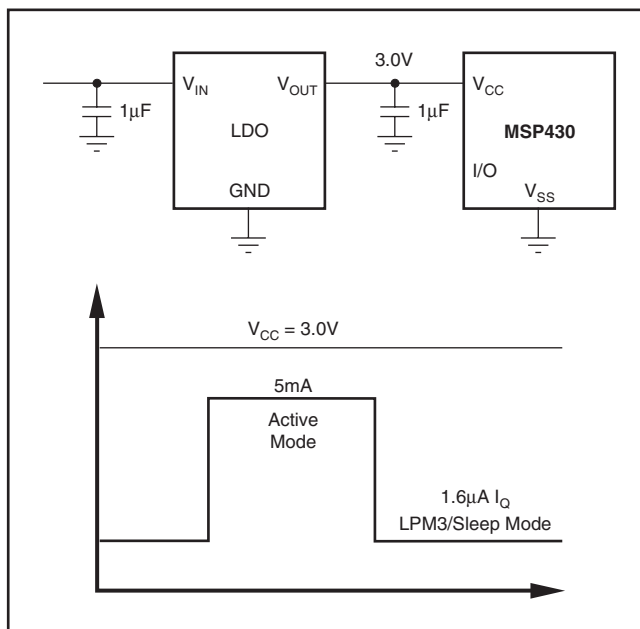 3.0V
V_IN
V_OUT
V_CC
1µF
LDO
1µF
MSP430
I/O
GND
V_SS
V_CC = 3.0V
5mA
Active
Mode
1.6µA I_Q
LPM3/Sleep Mode